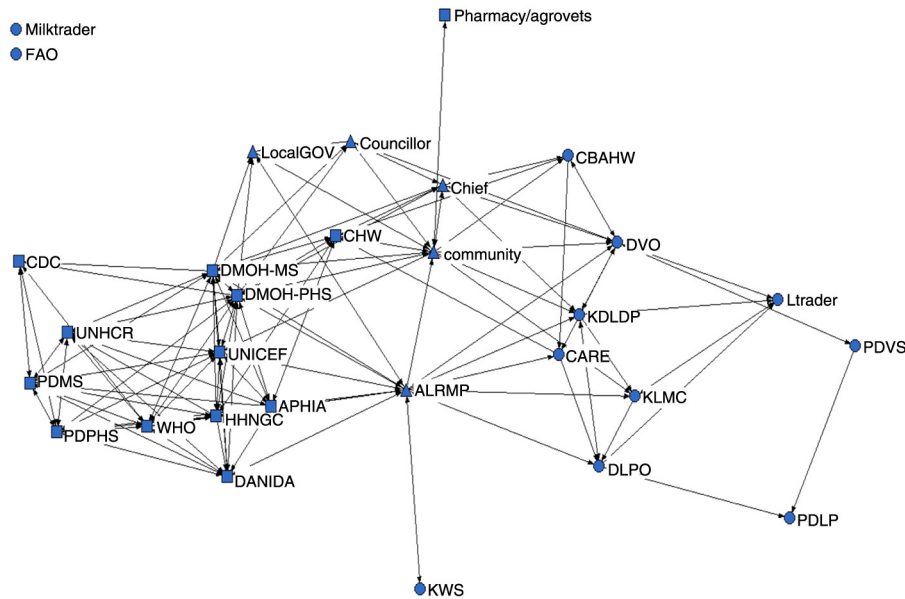 Pharmacy/agrovets
Milktrader
FAO
LocalGOV
Councillor
CBAHW
Chief
CHW
community
DVO
CDC
DMOH-MS
DMOH-PHS
Ltrader
KDLDP
UNHCR
PDVS
UNICEF
CARE
PDMS
ALRMP
KLMC
APHIA
HHNGC
WHO
PDPHS
DLPO
DANIDA
PDLP
KWS